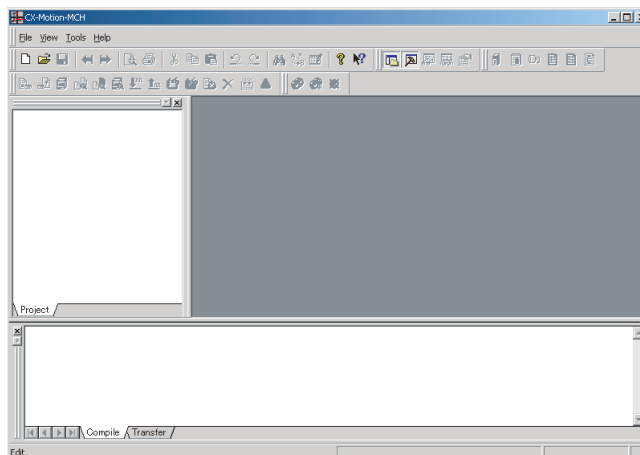 CX-Motion-MCH
File View Tools Help
Project
Compile Transfer
Edit